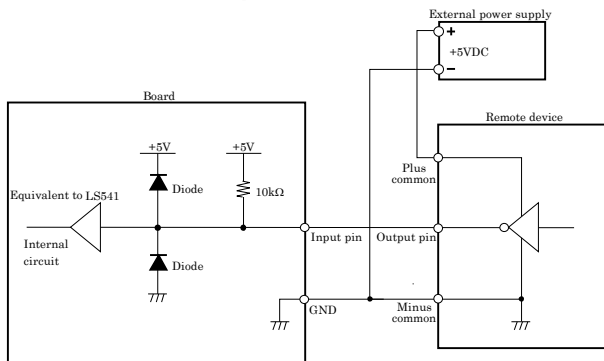 External power supply
+
+5VDC
−
Board
Remote device
+5V
+5V
Plus
common
Diode
10kΩ
Equivalent to LS541
Internal
circuit
Input pin
Output pin
Diode
GND
Minus
common